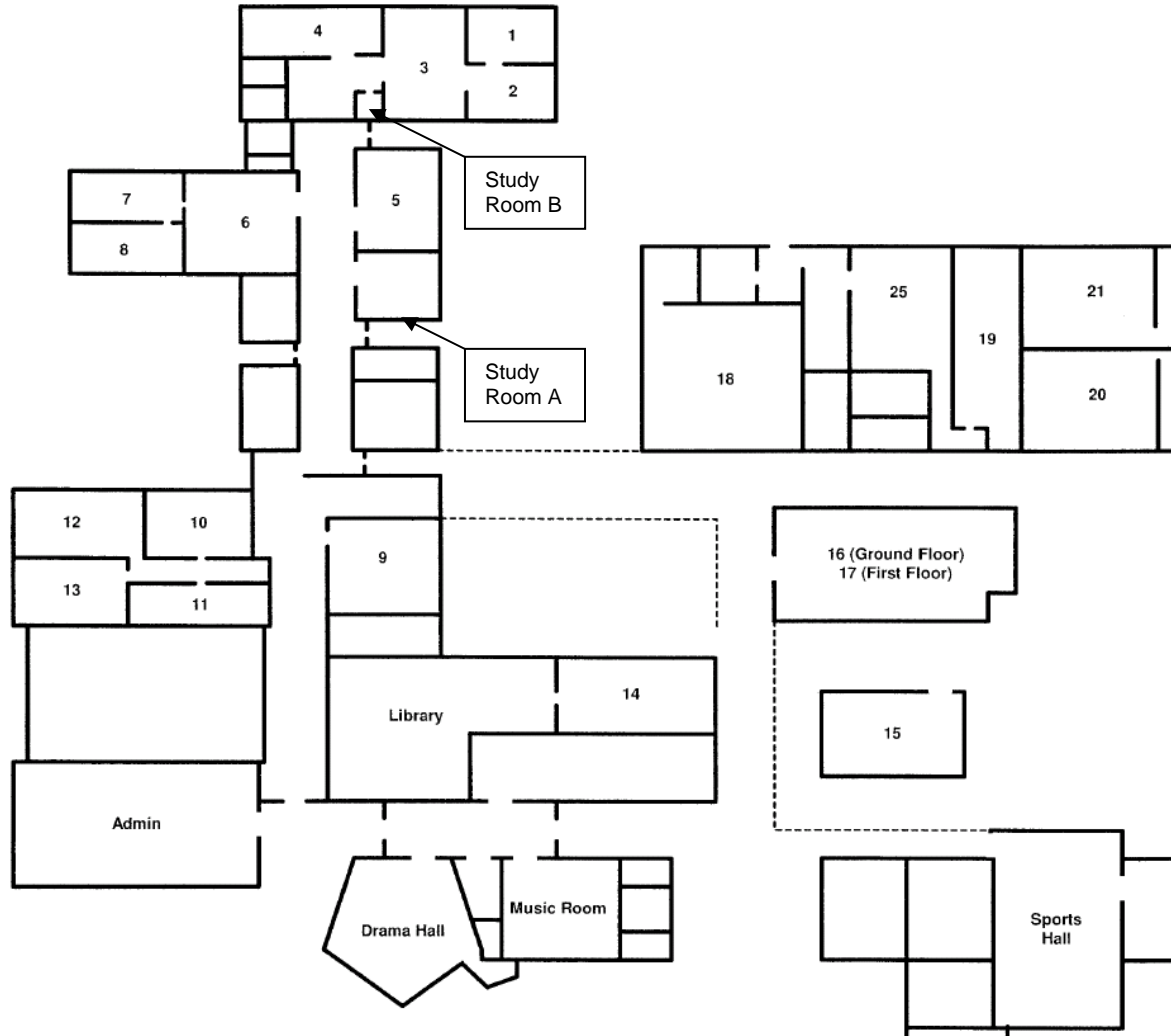 4
1
3
2
Study
Room B
7
5
6
8
25
21
19
Study
Room A
18
20
12
10
9
16 (Ground Floor)
17 (First Floor)
13
11
14
Library
15
Admin
Music Room
Drama Hall
Sports
Hall